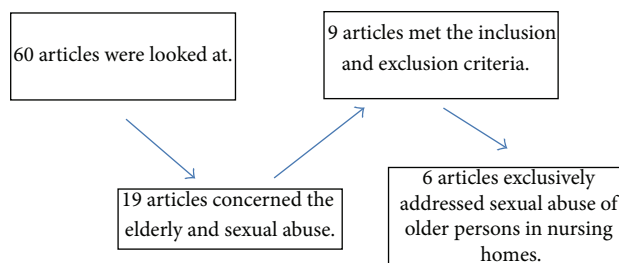 60 articles were looked at.
19 articles concerned the
elderly and sexual abuse.
9 articles met the inclusion
and exclusion criteria.
6 articles exclusively
addressed sexual abuse of
older persons in nursing
homes.